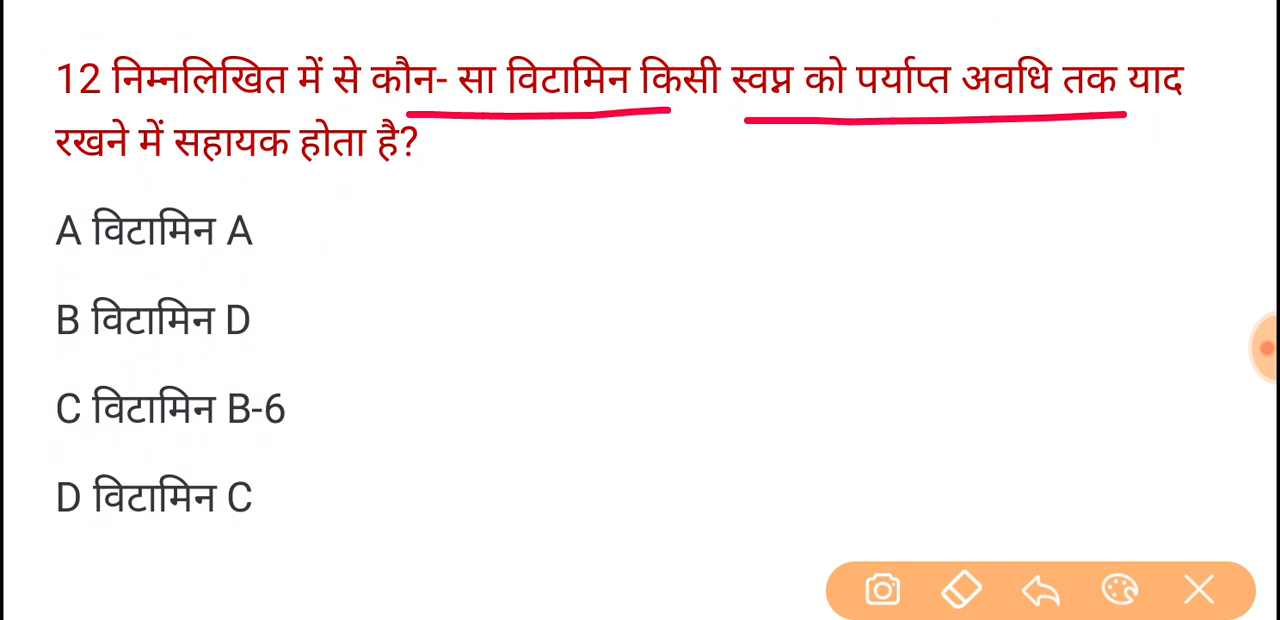 12 निम्नलिखित में से कौन- सा विटामिन किसी स्वप्न को पर्याप्त अवधि तक याद
रखने में सहायक होता है?
A विटामिन A
B विटामिन D
C विटामिन B-6
D विटामिन C